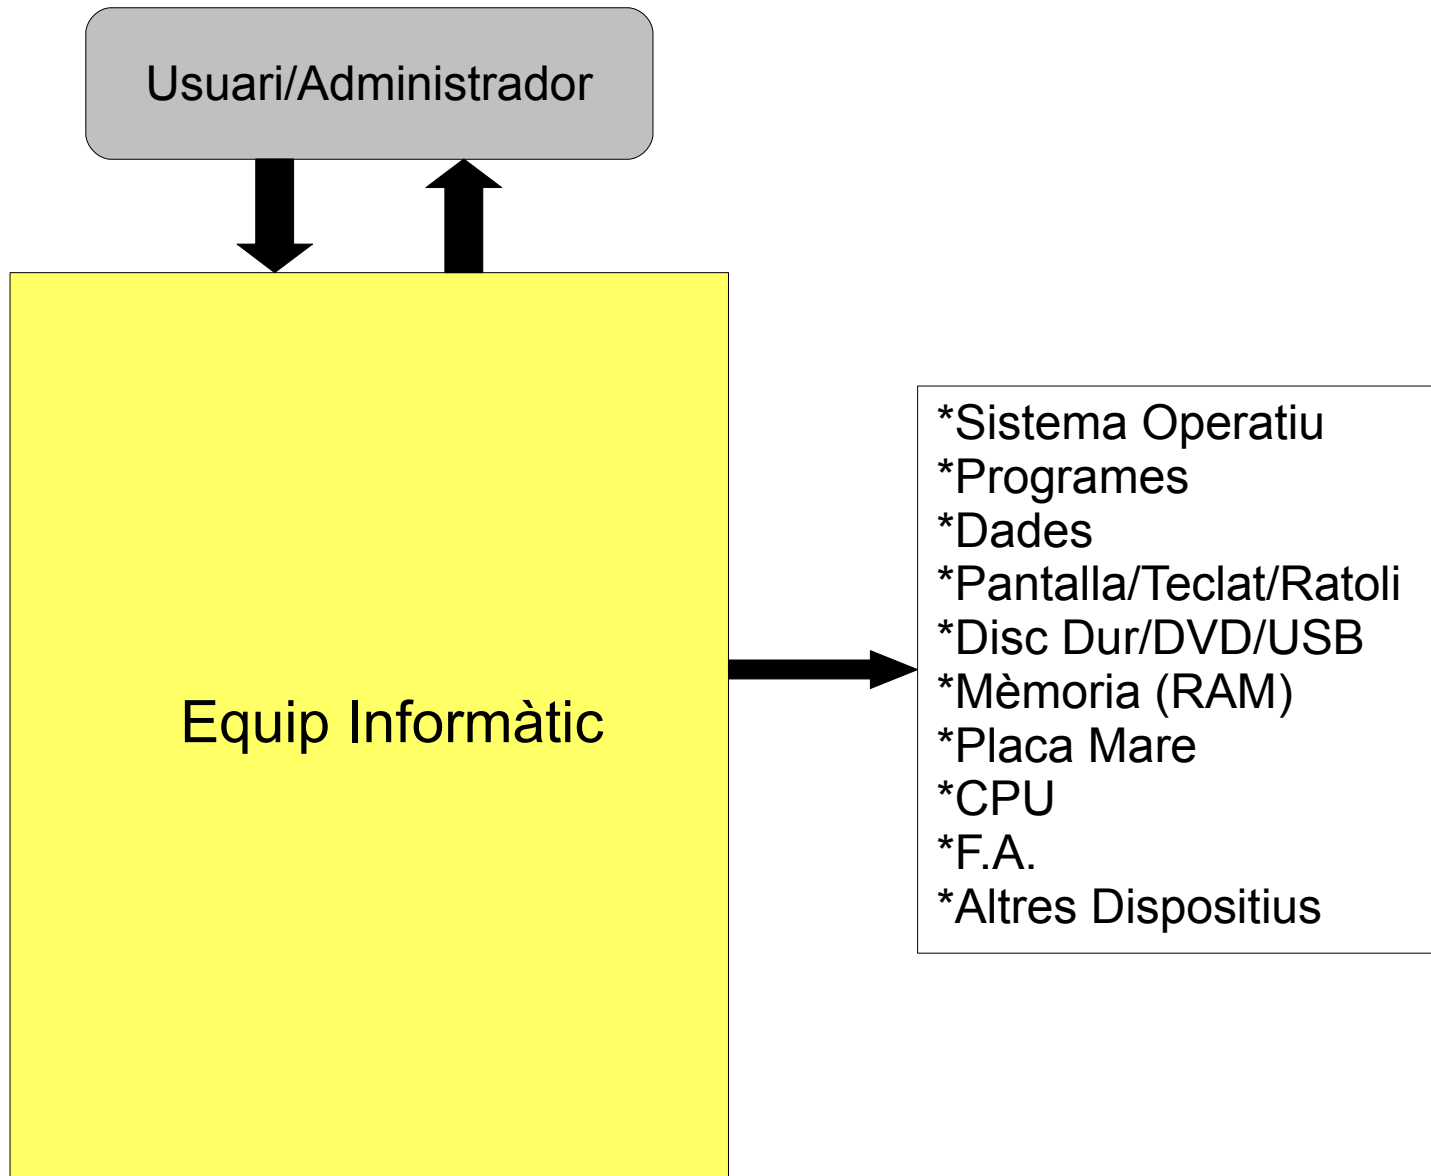 Usuari/Administrador
Equip Informàtic
*Sistema Operatiu
*Programes
*Dades
*Pantalla/Teclat/Ratoli
*Disc Dur/DVD/USB
*Mèmoria (RAM)
*Placa Mare
*CPU
*F.A.
*Altres Dispositius